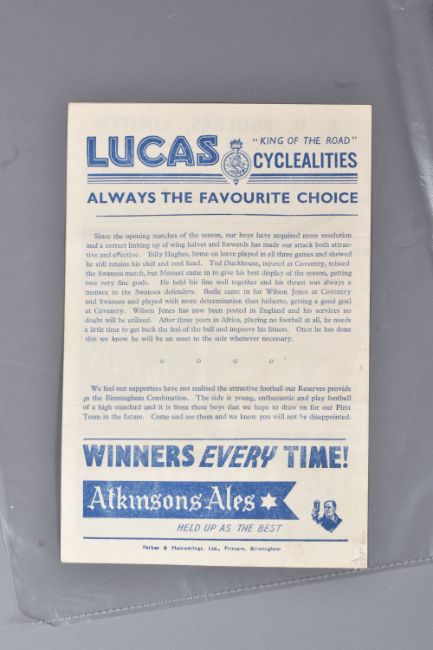 LUCAS "KING OF THE ROAD"
CYCLEALITIES
ALWAYS THE FAVOURITE CHOICE
Since the opening matches of the season, our boys have acquired more resolution
and a correct linking up of wing halves and forwards has made our attack both attrac-
tive and effective. Billy Hughes, home on leave played in all three games and showed
he still retains his skill and cool head. Ted Duckhouse, injured at Coventry, missed
the Swansea match, but Massart came in to give his best display of the season, getting
two very fine goals. He held his line well together and his thrust was always a
menace to the Swansea defenders. Bodle came in for Wilson Jones at Coventry
and Swansea and played with more determination than hitherto, getting a good goal
at Coventry. Wilson Jones has now been posted in England and his services no
doubt will be utilised. After three years in Africa, playing no football at all, he needs
a little time to get back the feel of the ball and improve his fitness. Once he has done
this we know he will be an asset to the side whenever necessary.
We feel our supporters have not realised the attractive football our Reserves provide
in the Birmingham Combination. The side is young, enthusiastic and play football
of a high standard and it is from these boys that we hope to draw on for our First
Team in the future. Come and see them and we know you will not be disappointed.
WINNERS EVERY TIME!
Atkinsons Ales
HELD UP AS THE BEST
Parkes & Mainwarings, Ltd., Printers, Birmingham